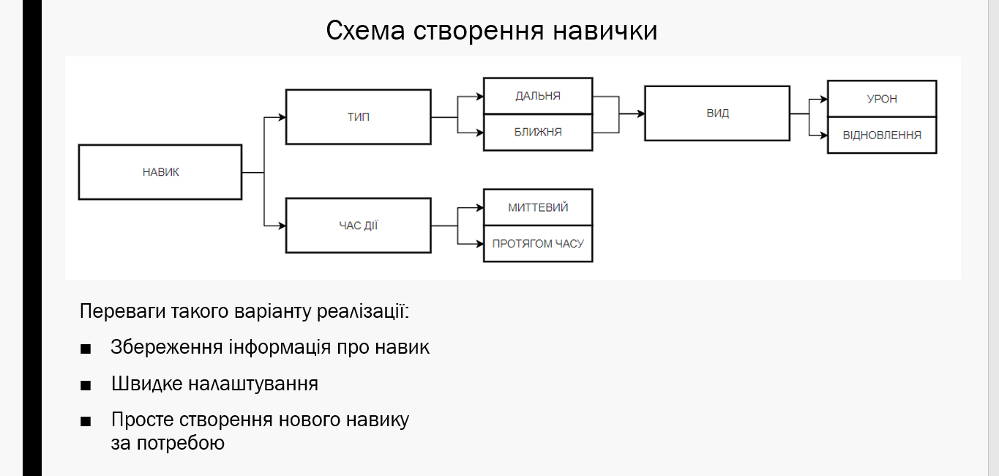 Схема створення навички
НАВИК
ТИП
ДАЛЬНЯ
БЛИЖНЯ
ВИД
УРОН
ВІДНОВЛЕННЯ
ЧАС ДІЇ
МИТТЕВИЙ
ПРОТЯГОМ ЧАСУ
Переваги такого варіанту реалізації:
■ Збереження інформація про навик
■ Швидке налаштування
■ Просте створення нового навику
за потребою